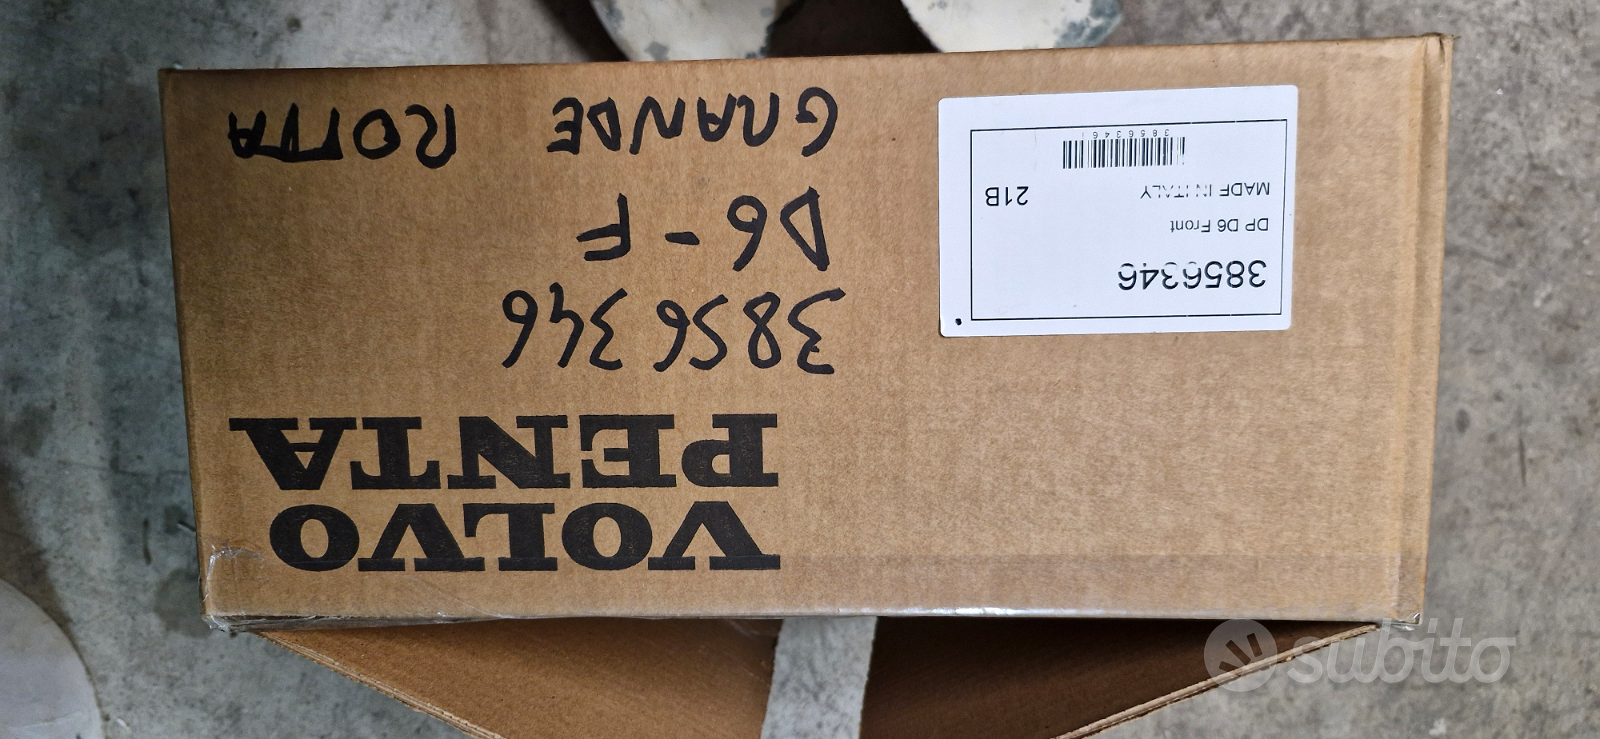 VOLVO
PENTA
3856346
D6-F
GRANDE ROTTA
3856346
DP D6 Front
MADE IN ITALY 21B
3856346
subito